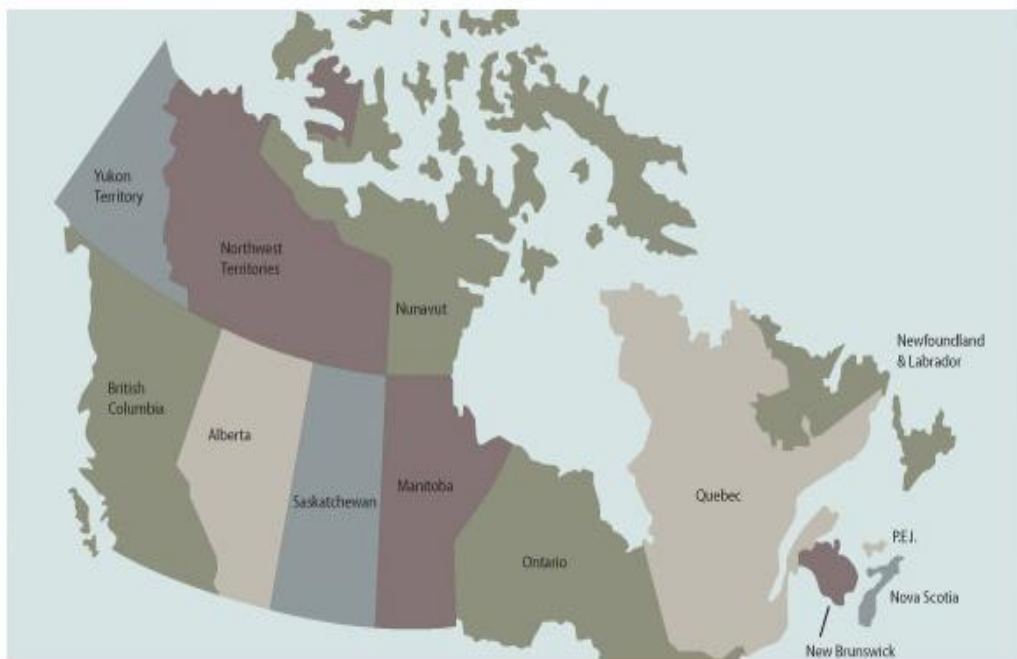 Yukon
Territory
Northwest
Territories
Nunavut
Newfoundland
& Labrador
British
Columbia
Alberta
Saskatchewan
Manitoba
Quebec
Ontario
P.E.I.
Nova Scotia
New Brunswick